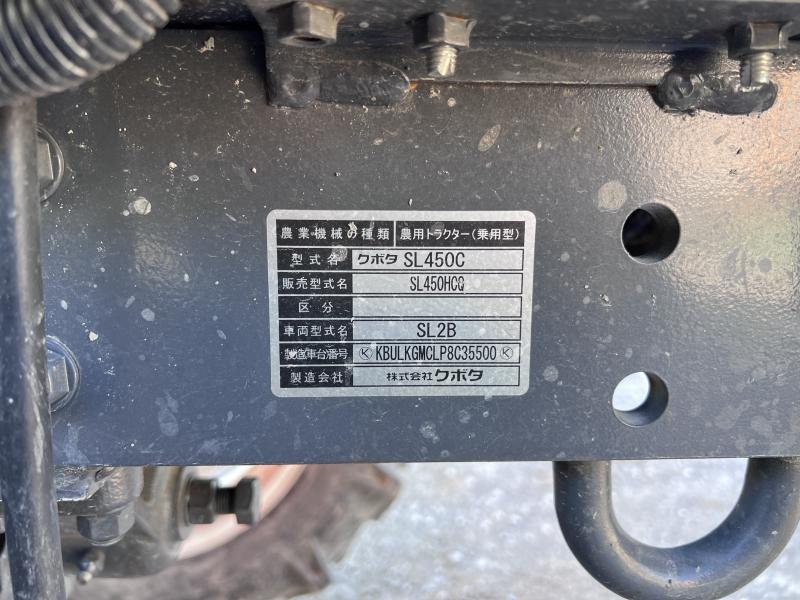 農業機械の種類 農用トラクター(乗用型)
型式名 クボタ SL450C
販売型式名 SL450HCQ
区分
車両型式名 SL2B
製造車台番号 Ⓚ KBULKGMCLP8C35500 Ⓚ
製造会社 株式会社クボタ